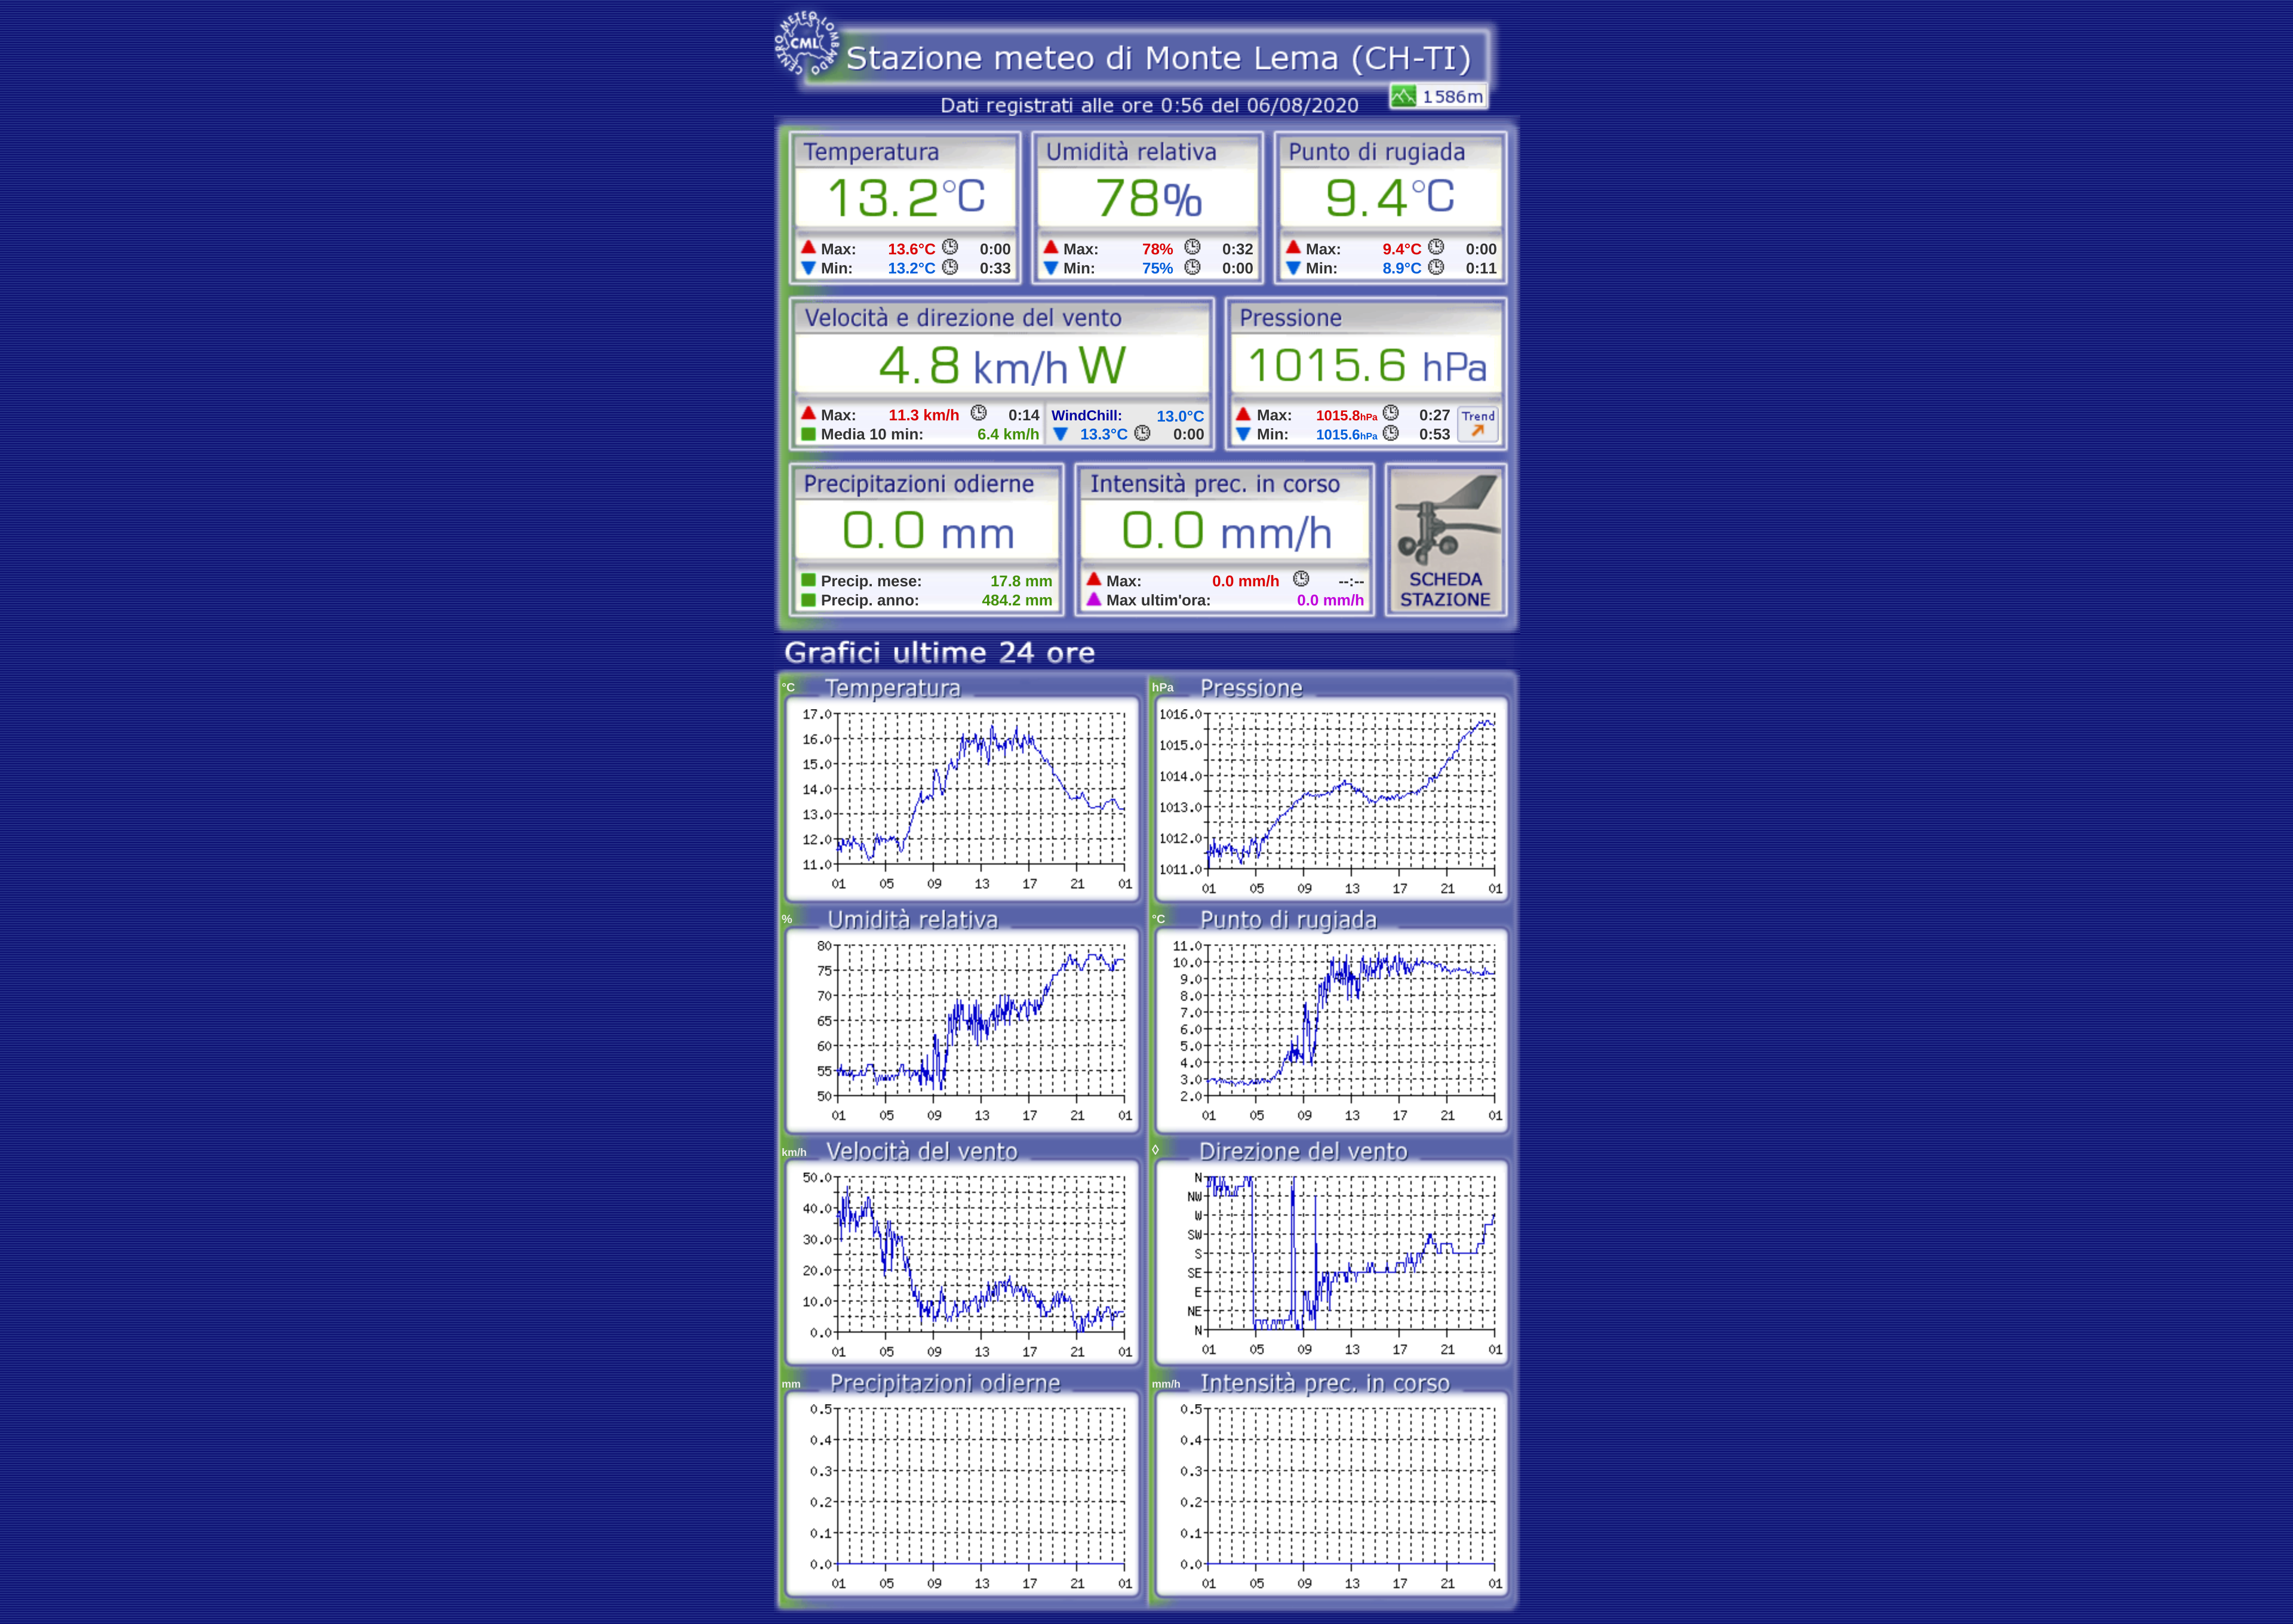 CENTRO METEO LOMBARDO
CML
Stazione meteo di Monte Lema (CH-TI)
1586m
Dati registrati alle ore 0:56 del 06/08/2020
Temperatura
13.2°C
Max: 13.6°C 0:00
Min: 13.2°C 0:33
Umidità relativa
78%
Max: 78% 0:32
Min: 75% 0:00
Punto di rugiada
9.4°C
Max: 9.4°C 0:00
Min: 8.9°C 0:11
Velocità e direzione del vento
4.8 km/h W
Max: 11.3 km/h 0:14
Media 10 min: 6.4 km/h
WindChill: 13.0°C
13.3°C 0:00
Pressione
1015.6 hPa
Max: 1015.8hPa 0:27
Min: 1015.6hPa 0:53
Trend
Precipitazioni odierne
0.0 mm
Precip. mese: 17.8 mm
Precip. anno: 484.2 mm
Intensità prec. in corso
0.0 mm/h
Max: 0.0 mm/h --:--
Max ultim'ora: 0.0 mm/h
SCHEDA
STAZIONE
Grafici ultime 24 ore
°C Temperatura
17.0
16.0
15.0
14.0
13.0
12.0
11.0
01 05 09 13 17 21 01
hPa Pressione
1016.0
1015.0
1014.0
1013.0
1012.0
1011.0
01 05 09 13 17 21 01
% Umidità relativa
80
75
70
65
60
55
50
01 05 09 13 17 21 01
°C Punto di rugiada
11.0
10.0
9.0
8.0
7.0
6.0
5.0
4.0
3.0
2.0
01 05 09 13 17 21 01
km/h Velocità del vento
50.0
40.0
30.0
20.0
10.0
0.0
01 05 09 13 17 21 01
◊ Direzione del vento
N
NW
W
SW
S
SE
E
NE
N
01 05 09 13 17 21 01
mm Precipitazioni odierne
0.5
0.4
0.3
0.2
0.1
0.0
01 05 09 13 17 21 01
mm/h Intensità prec. in corso
0.5
0.4
0.3
0.2
0.1
0.0
01 05 09 13 17 21 01